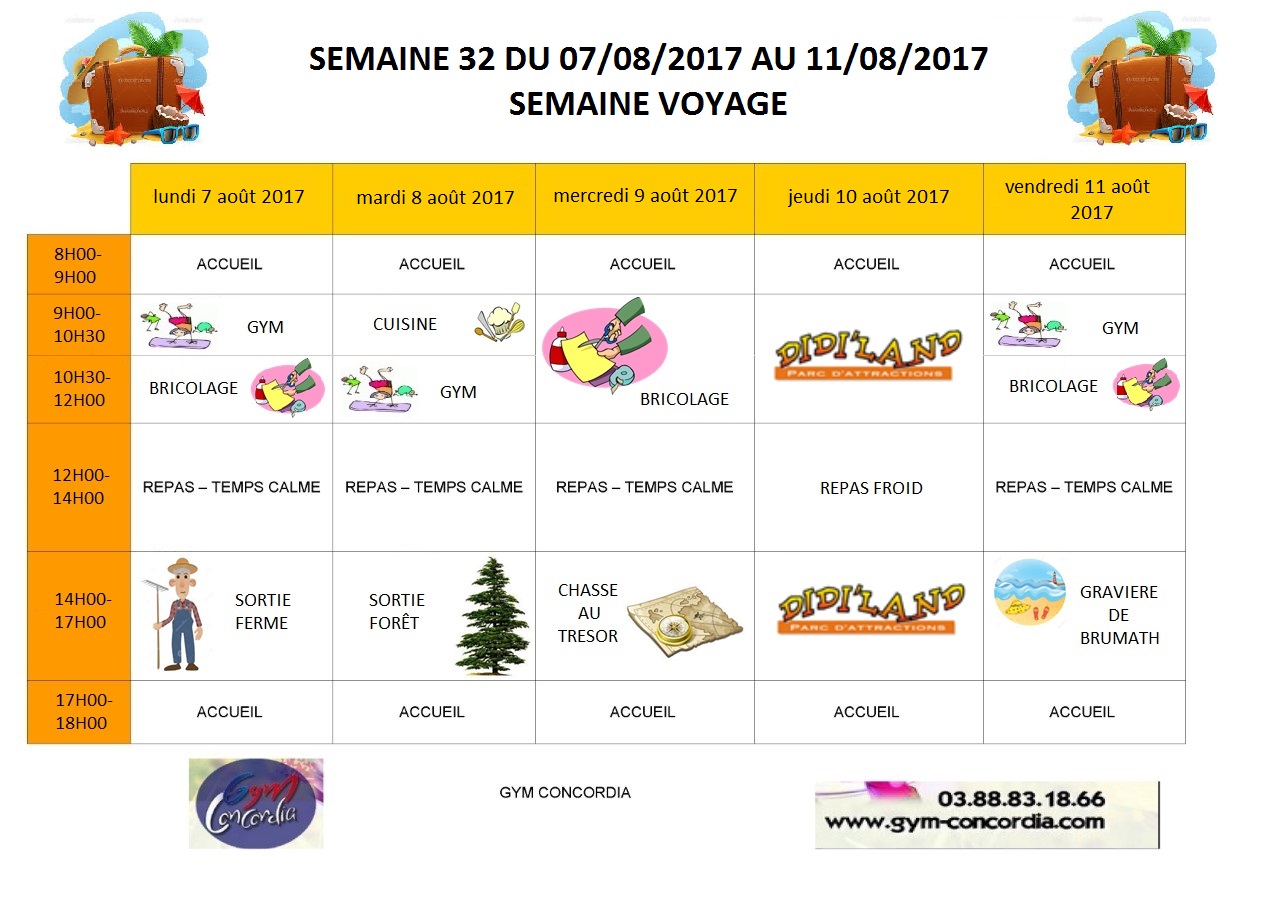 SEMAINE 32 DU 07/08/2017 AU 11/08/2017
SEMAINE VOYAGE
lundi 7 août 2017
mardi 8 août 2017
mercredi 9 août 2017
jeudi 10 août 2017
vendredi 11 août
2017
8H00-
9H00
ACCUEIL
ACCUEIL
ACCUEIL
ACCUEIL
ACCUEIL
9H00-
10H30
GYM
CUISINE
BRICOLAGE
DIDI'LAND
PARC D'ATTRACTIONS
GYM
10H30-
12H00
BRICOLAGE
GYM
BRICOLAGE
12H00-
14H00
REPAS – TEMPS CALME
REPAS – TEMPS CALME
REPAS – TEMPS CALME
REPAS FROID
REPAS – TEMPS CALME
14H00-
17H00
SORTIE
FERME
SORTIE
FORÊT
CHASSE
AU
TRESOR
DIDI'LAND
PARC D'ATTRACTIONS
GRAVIERE
DE
BRUMATH
17H00-
18H00
ACCUEIL
ACCUEIL
ACCUEIL
ACCUEIL
ACCUEIL
Gym
Concordia
GYM CONCORDIA
03.88.83.18.66
www.gym-concordia.com